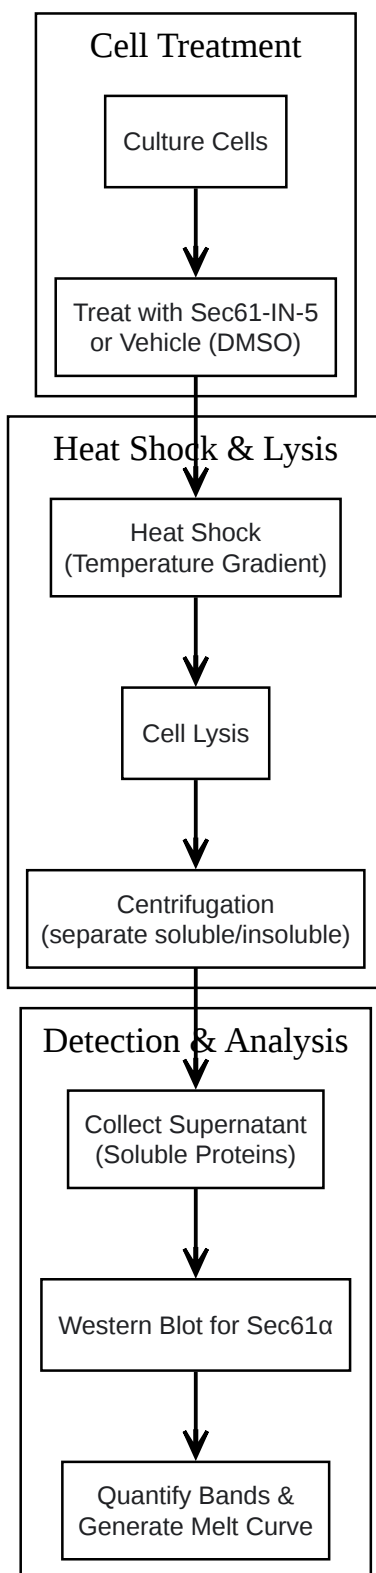 Cell Treatment
Culture Cells
Treat with Sec61-IN-5
or Vehicle (DMSO)
Heat Shock & Lysis
Heat Shock
(Temperature Gradient)
Cell Lysis
Centrifugation
(separate soluble/insoluble)
Detection & Analysis
Collect Supernatant
(Soluble Proteins)
Western Blot for Sec61α
Quantify Bands &
Generate Melt Curve